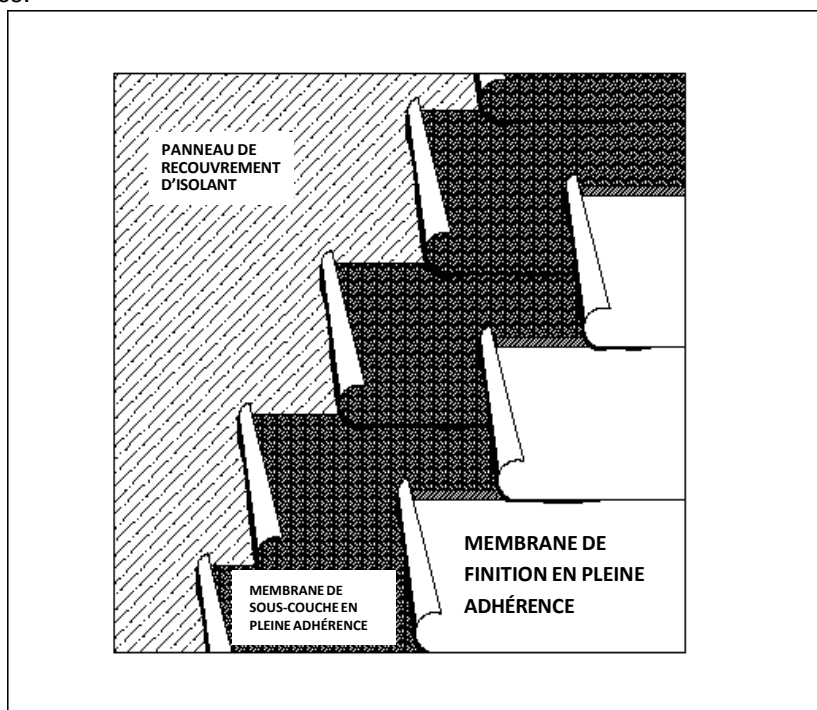 PANNEAU DE
RECOUVREMENT
D'ISOLANT
MEMBRANE DE
FINITION EN PLEINE
ADHÉRENCE
MEMBRANE DE
SOUS-COUCHE EN
PLEINE ADHÉRENCE